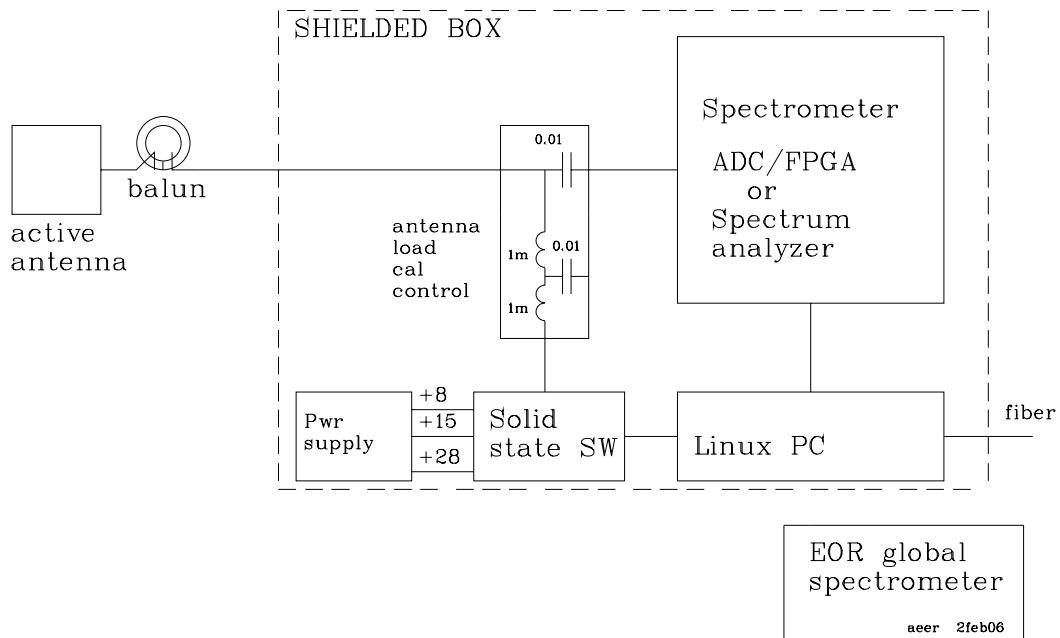 SHIELDED BOX
Spectrometer
ADC/FPGA
or
Spectrum
analyzer
0.01
balun
active
antenna
antenna
load
cal
control
1m
0.01
1m
Pwr
supply
+8
+15
+28
Solid
state SW
Linux PC
fiber
EOR global
spectrometer
aeer 2feb06